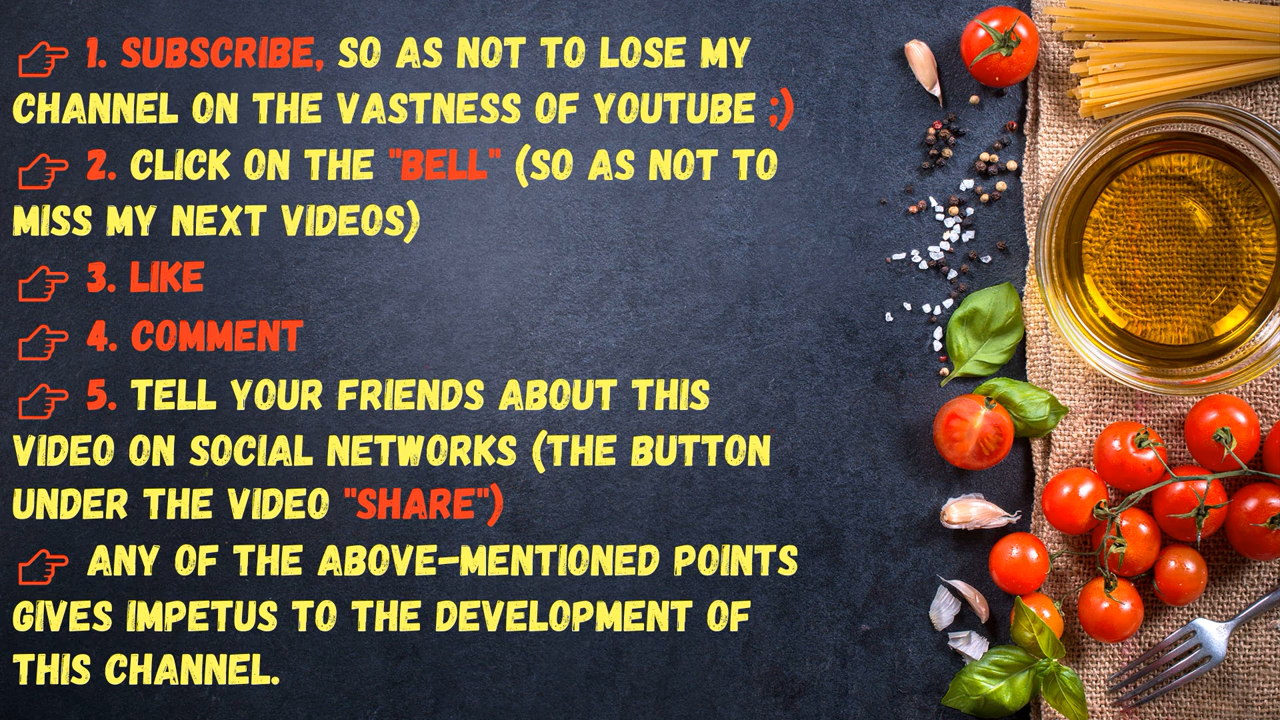 1. SUBSCRIBE, SO AS NOT TO LOSE MY
CHANNEL ON THE VASTNESS OF YOUTUBE ;)
2. CLICK ON THE "BELL" (SO AS NOT TO
MISS MY NEXT VIDEOS)
3. LIKE
4. COMMENT
5. TELL YOUR FRIENDS ABOUT THIS
VIDEO ON SOCIAL NETWORKS (THE BUTTON
UNDER THE VIDEO "SHARE")
ANY OF THE ABOVE-MENTIONED POINTS
GIVES IMPETUS TO THE DEVELOPMENT OF
THIS CHANNEL.